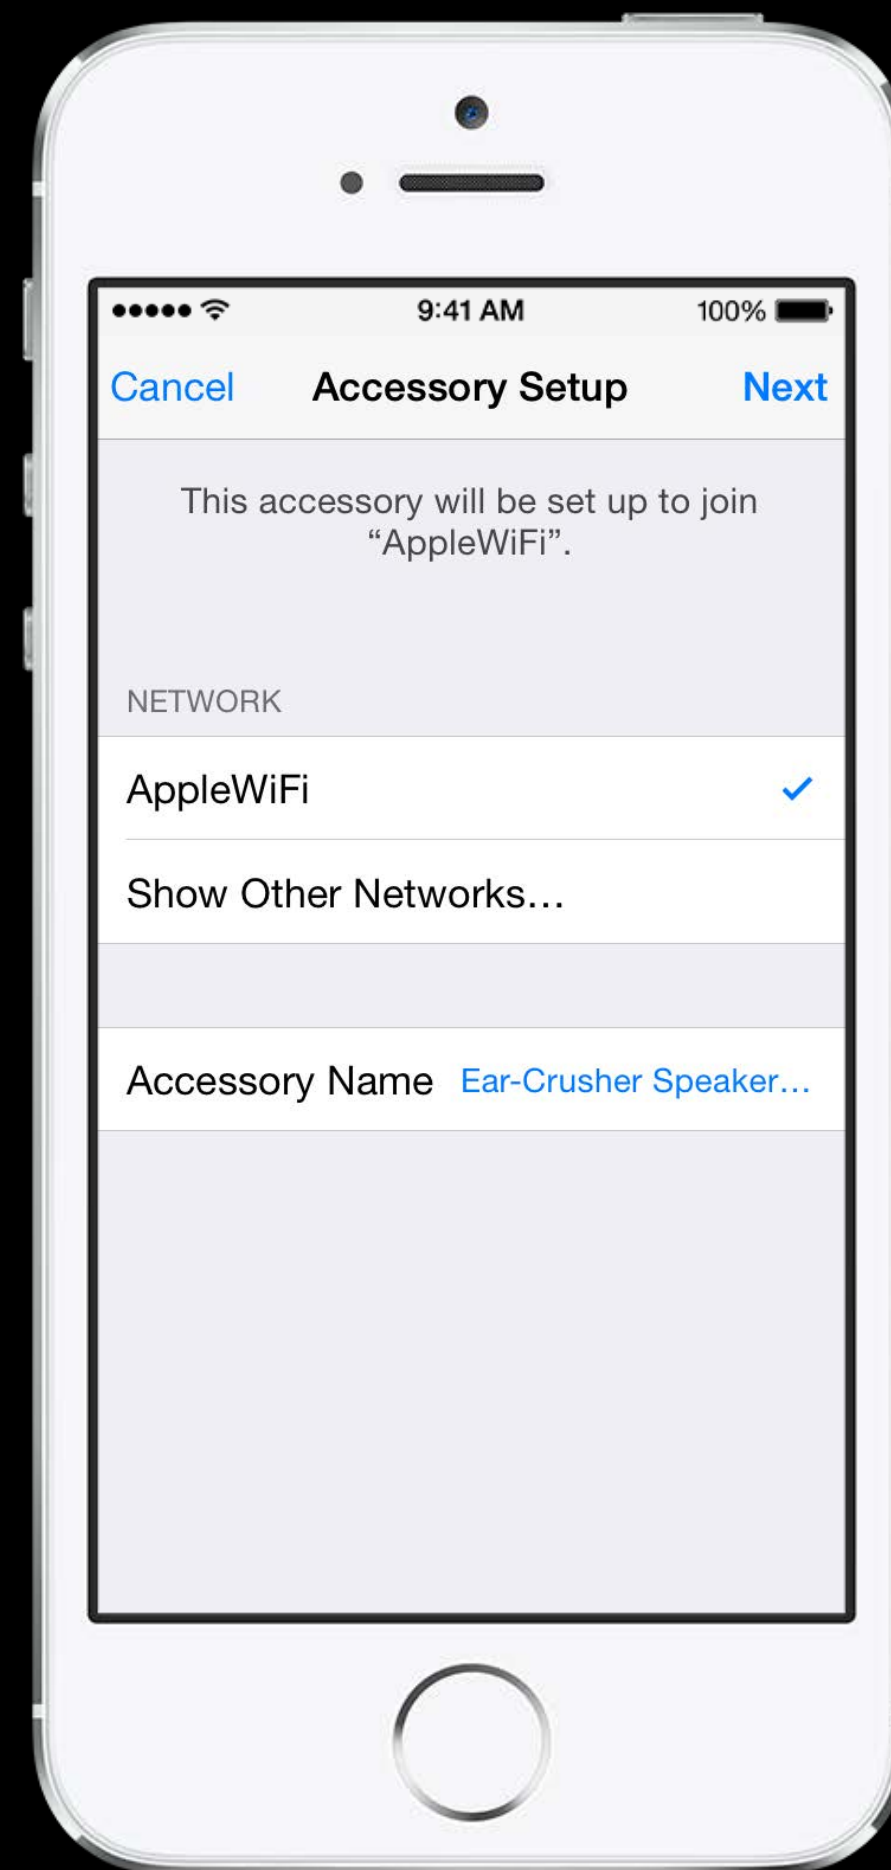 9:41 AM 100%
Cancel Accessory Setup Next
This accessory will be set up to join
“AppleWiFi”.
NETWORK
AppleWiFi
Show Other Networks…
Accessory Name Ear-Crusher Speaker…